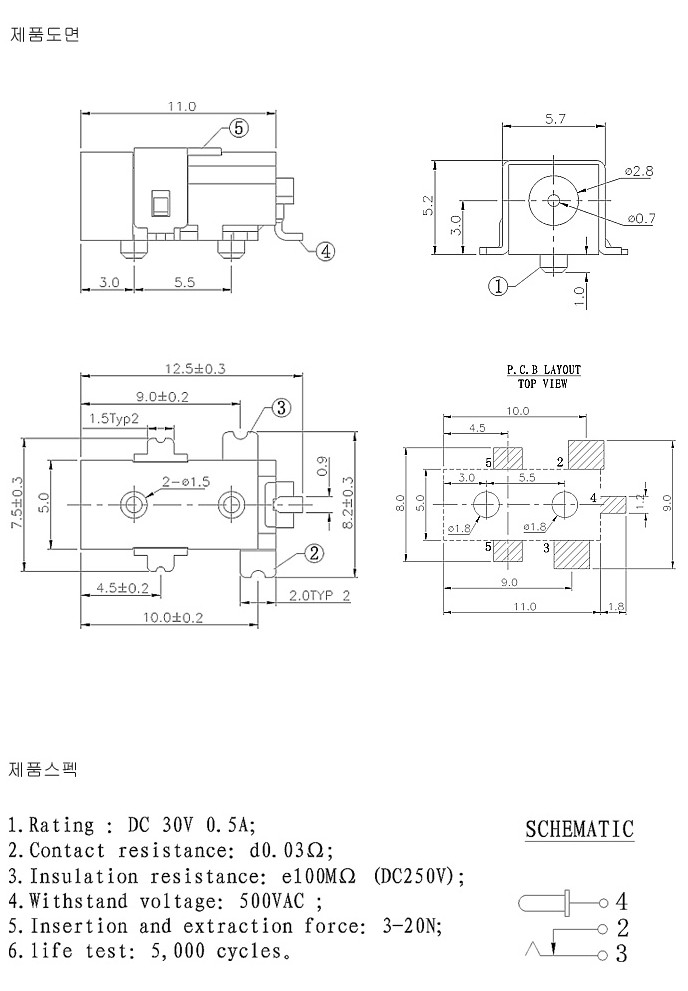 제품도면
11.0
5
4
3.0
5.5
5.7
ø2.8
ø0.7
5.2
3.0
1
1.0
12.5±0.3
9.0±0.2
3
1.5Typ2
2-ø1.5
7.5±0.3
5.0
0.9
8.2±0.3
2
4.5±0.2
2.0TYP 2
10.0±0.2
P.C.B LAYOUT
TOP VIEW
10.0
4.5
5
2
3.0
5.5
4
8.0
5.0
1.2
9.0
ø1.8
ø1.8
5
3
9.0
11.0
1.8
제품스펙
1.Rating : DC 30V 0.5A;
2.Contact resistance: d0.03Ω;
3.Insulation resistance: e100MΩ (DC250V);
4.Withstand voltage: 500VAC ;
5.Insertion and extraction force: 3-20N;
6.life test: 5,000 cycles。
SCHEMATIC
4
2
3